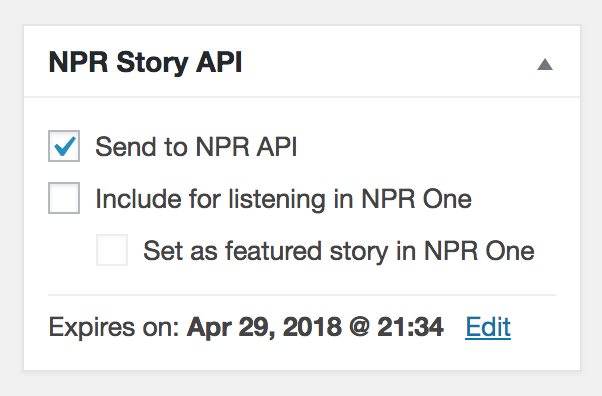 NPR Story API
Send to NPR API
Include for listening in NPR One
Set as featured story in NPR One
Expires on: Apr 29, 2018 @ 21:34 Edit